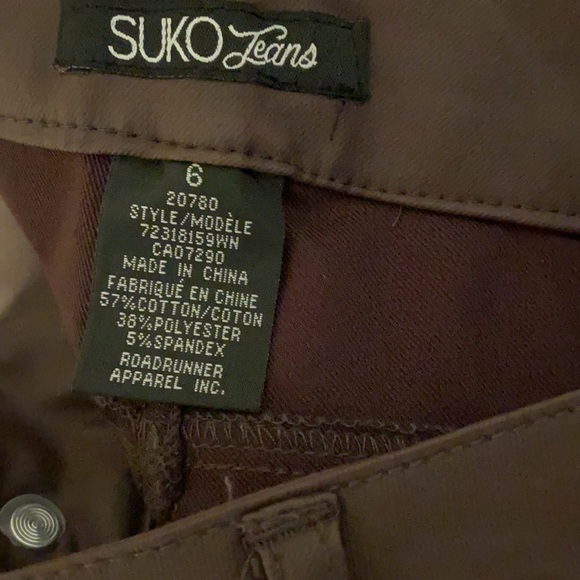 SUKO Jeans
6
20780
STYLE/MODÈLE
72318159WN
CA07290
MADE IN CHINA
FABRIQUÉ EN CHINE
57%COTTON/COTON
38%POLYESTER
5%SPANDEX
ROADRUNNER
APPAREL INC.